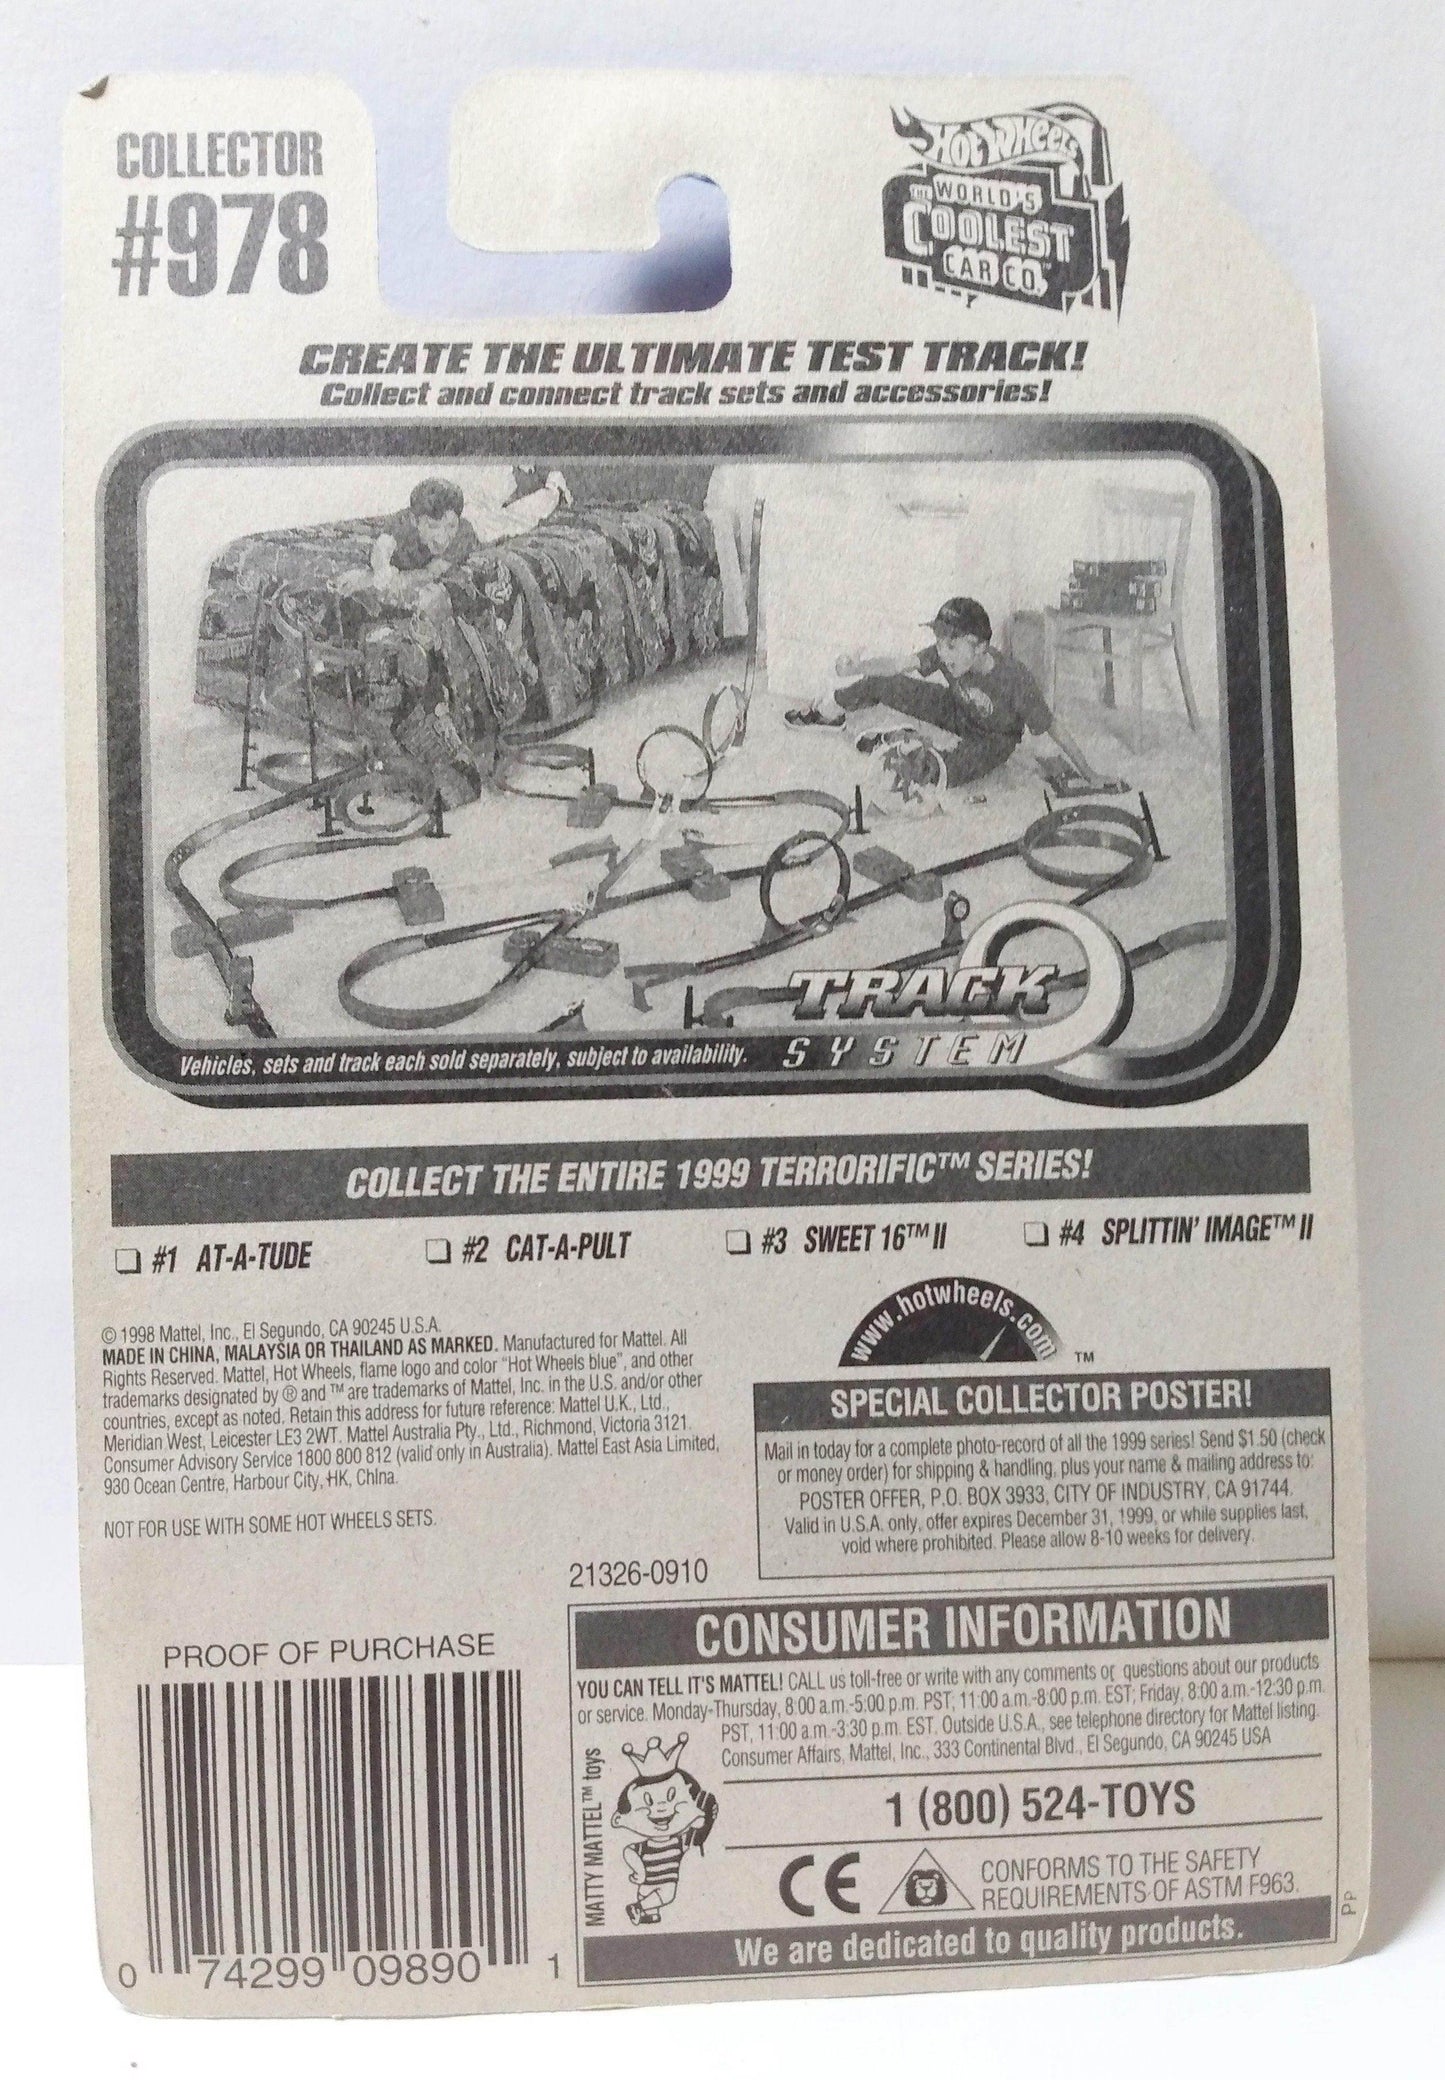 COLLECTOR
#978
HOT WHEELS
THE WORLD'S
COOLEST
CAR CO.™
CREATE THE ULTIMATE TEST TRACK!
Collect and connect track sets and accessories!
TRACK
SYSTEM
Vehicles, sets and track each sold separately, subject to availability.
COLLECT THE ENTIRE 1999 TERRORIFIC™ SERIES!
#1 AT-A-TUDE
#2 CAT-A-PULT
#3 SWEET 16™ II
#4 SPLITTIN' IMAGE™ II
© 1998 Mattel, Inc., El Segundo, CA 90245 U.S.A.
MADE IN CHINA, MALAYSIA OR THAILAND AS MARKED. Manufactured for Mattel. All
Rights Reserved. Mattel, Hot Wheels, flame logo and color "Hot Wheels blue", and other
trademarks designated by ® and ™ are trademarks of Mattel, Inc. in the U.S. and/or other
countries, except as noted. Retain this address for future reference: Mattel U.K., Ltd.,
Meridian West, Leicester LE3 2WT. Mattel Australia Pty., Ltd., Richmond, Victoria 3121.
Consumer Advisory Service 1800 800 812 (valid only in Australia). Mattel East Asia Limited,
930 Ocean Centre, Harbour City, HK, China.
NOT FOR USE WITH SOME HOT WHEELS SETS.
www.hotwheels.com
™
SPECIAL COLLECTOR POSTER!
Mail in today for a complete photo-record of all the 1999 series! Send $1.50 (check
or money order) for shipping & handling, plus your name & mailing address to:
POSTER OFFER, P.O. BOX 3933, CITY OF INDUSTRY, CA 91744.
Valid in U.S.A. only, offer expires December 31, 1999, or while supplies last,
void where prohibited. Please allow 8-10 weeks for delivery.
21326-0910
PROOF OF PURCHASE
0 74299 09890 1
CONSUMER INFORMATION
YOU CAN TELL IT'S MATTEL! CALL us toll-free or write with any comments or questions about our products
or service. Monday-Thursday, 8:00 a.m.-5:00 p.m. PST, 11:00 a.m.-8:00 p.m. EST; Friday, 8:00 a.m.-12:30 p.m.
PST, 11:00 a.m.-3:30 p.m. EST. Outside U.S.A., see telephone directory for Mattel listing.
Consumer Affairs, Mattel, Inc., 333 Continental Blvd., El Segundo, CA 90245 USA
MATTY MATTEL™ toys
1 (800) 524-TOYS
CE
CONFORMS TO THE SAFETY
REQUIREMENTS OF ASTM F963.
We are dedicated to quality products.
PP